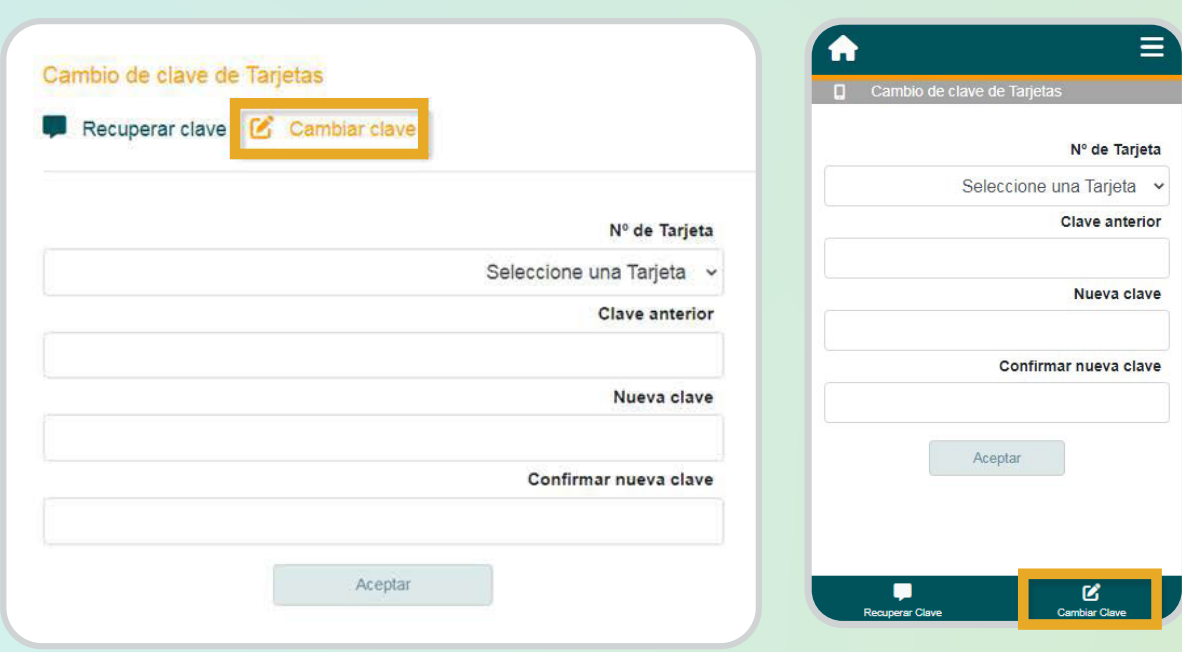 Cambio de clave de Tarjetas
Recuperar clave Cambiar clave
Nº de Tarjeta
Seleccione una Tarjeta
Clave anterior
Nueva clave
Confirmar nueva clave
Aceptar
Cambio de clave de Tarjetas
Nº de Tarjeta
Seleccione una Tarjeta
Clave anterior
Nueva clave
Confirmar nueva clave
Aceptar
Recuperar Clave Cambiar Clave